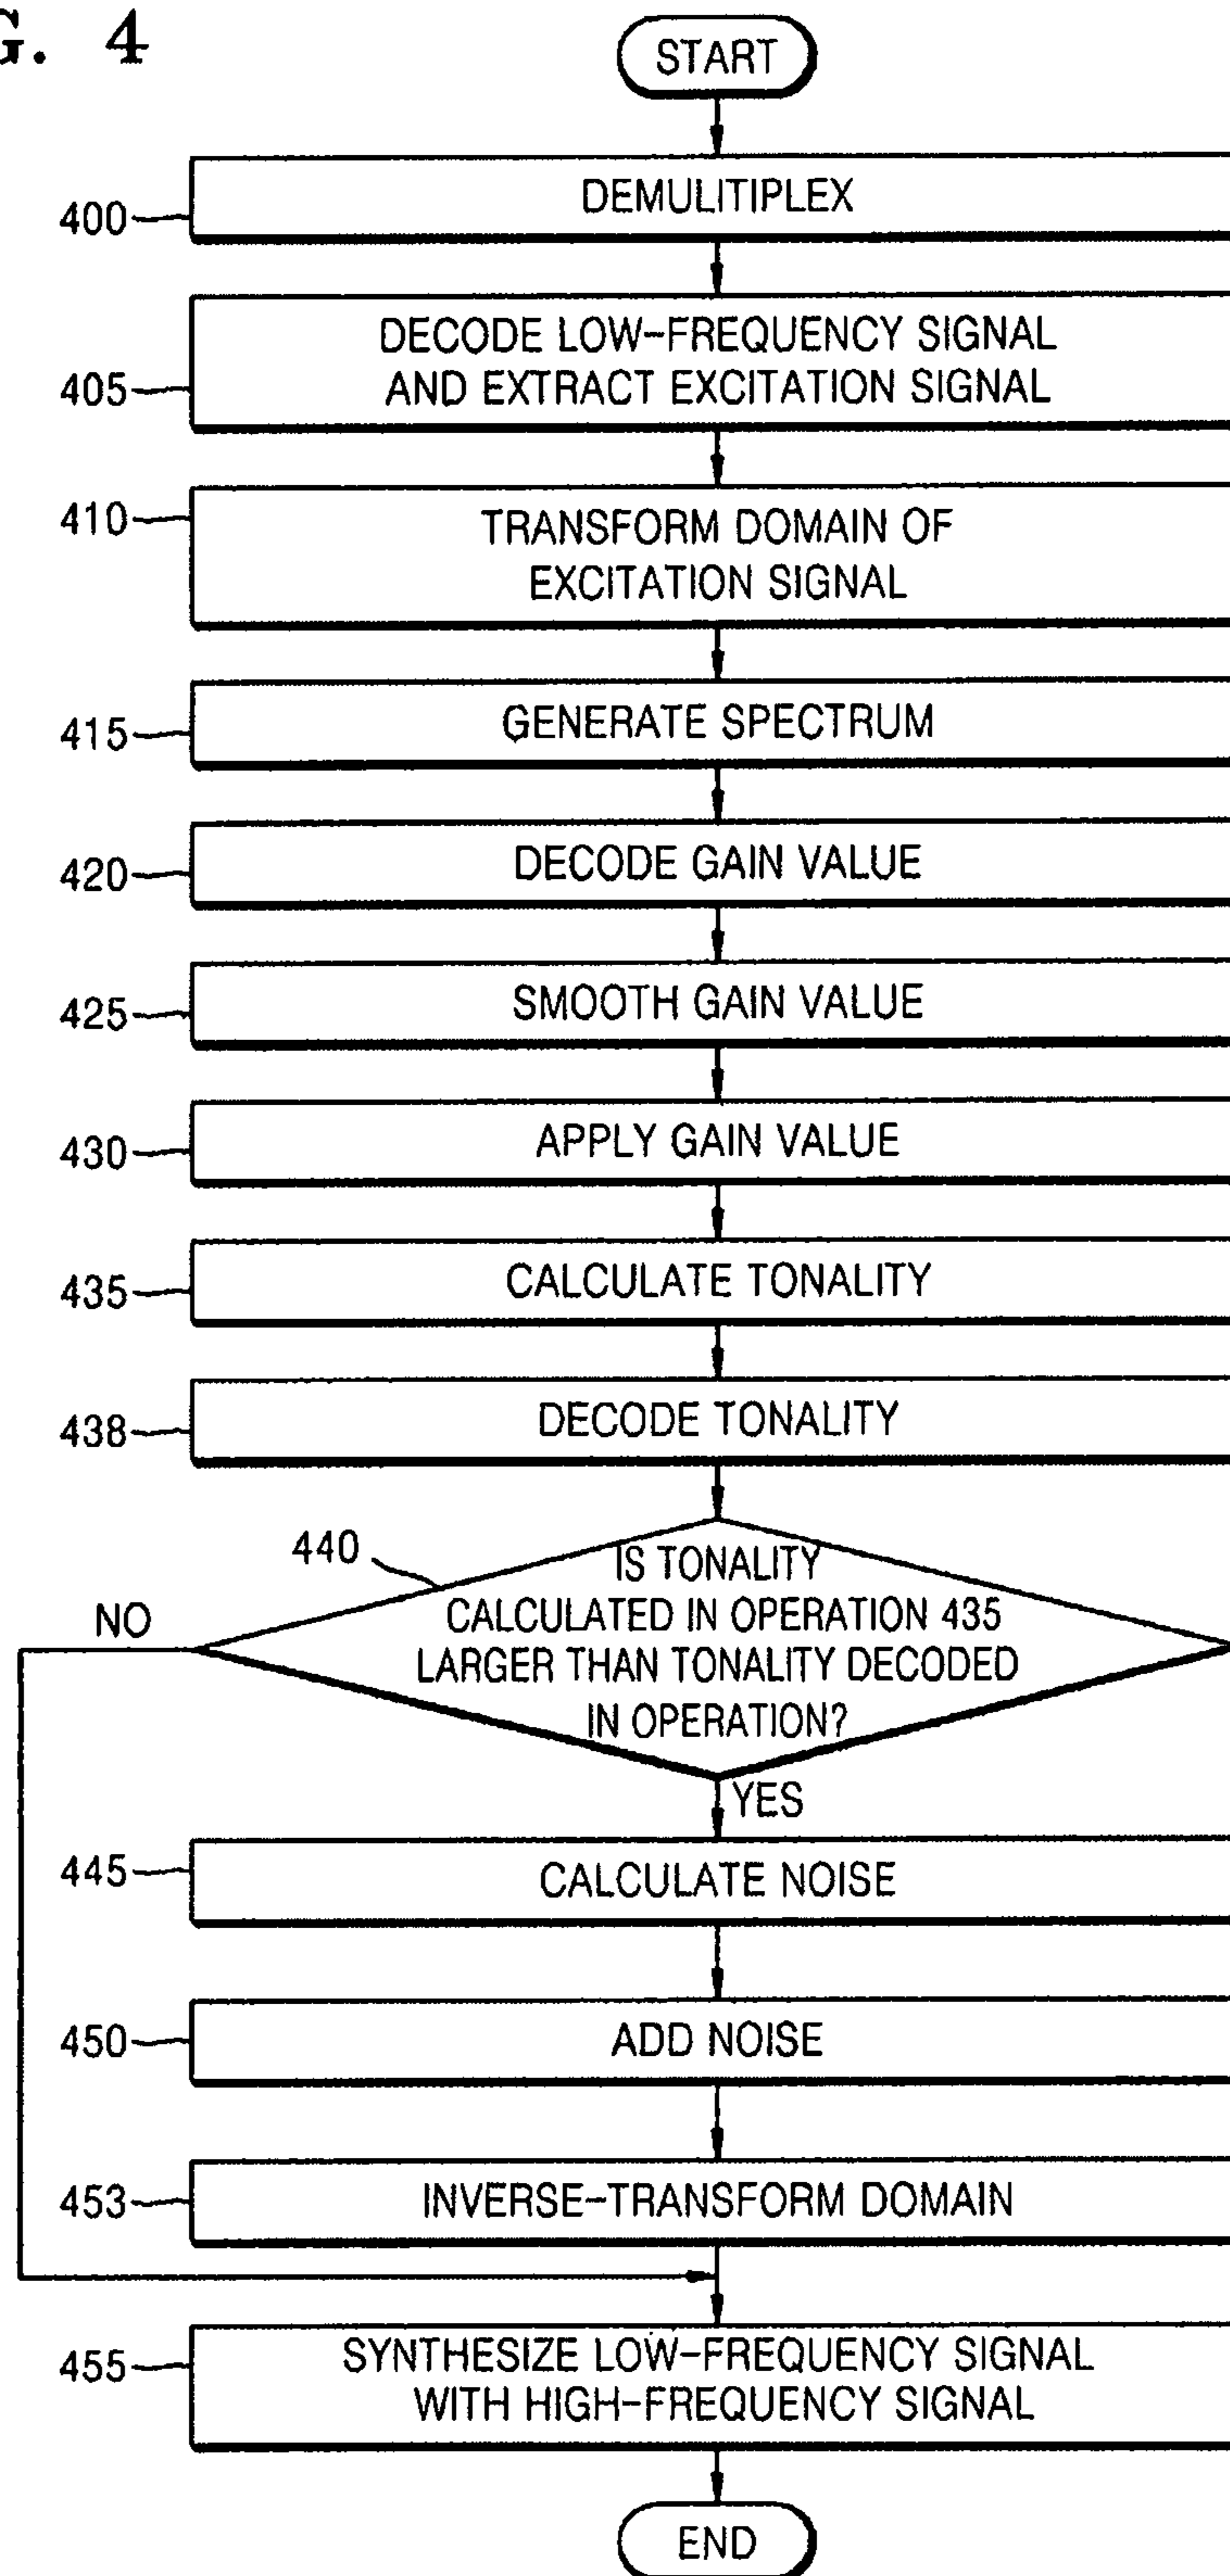 G. 4
START
400
DEMULITIPLEX
405
DECODE LOW-FREQUENCY SIGNAL
AND EXTRACT EXCITATION SIGNAL
410
TRANSFORM DOMAIN OF
EXCITATION SIGNAL
415
GENERATE SPECTRUM
420
DECODE GAIN VALUE
425
SMOOTH GAIN VALUE
430
APPLY GAIN VALUE
435
CALCULATE TONALITY
438
DECODE TONALITY
440
IS TONALITY
CALCULATED IN OPERATION 435
LARGER THAN TONALITY DECODED
IN OPERATION?
NO
YES
445
CALCULATE NOISE
450
ADD NOISE
453
INVERSE-TRANSFORM DOMAIN
455
SYNTHESIZE LOW-FREQUENCY SIGNAL
WITH HIGH-FREQUENCY SIGNAL
END